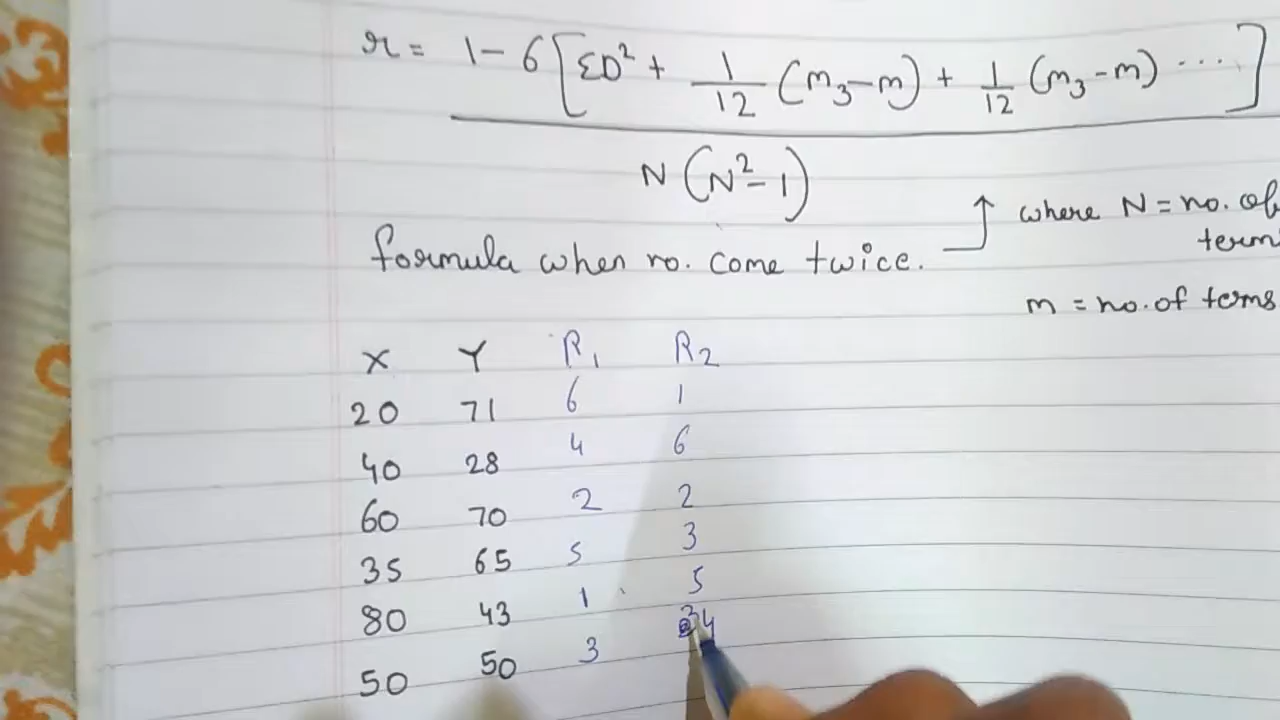 r = 1 - 6 [ΣD² + 1/12 (m₃-m) + 1/12 (m₃-m) ....]
N (N²-1)
where N = no. of
term
formula when no. come twice.
m = no. of terms
X Y R₁ R₂
20 71 6 1
40 28 4 6
60 70 2 2
35 65 5 3
80 43 1 5
50 50 3 4